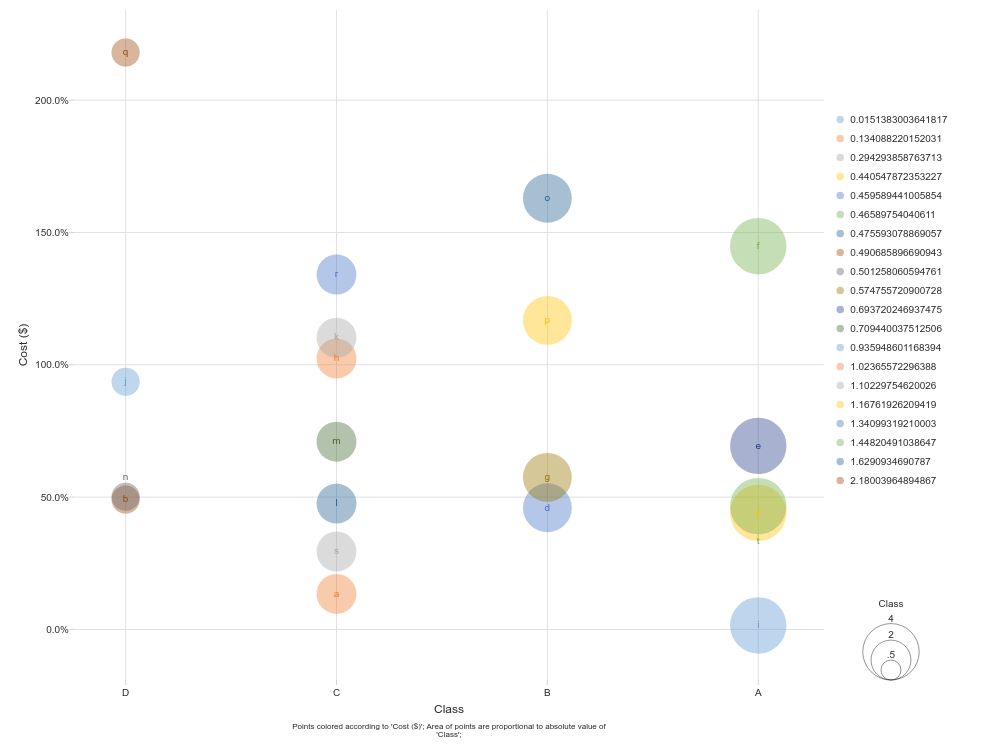 q
200.0%
0.0151383003641817
0.134088220152031
0.294293858763713
0.440547872353227
0.459589441005854
0.46589754040611
0.475593078869057
0.490685896690943
0.501258060594761
0.574755720900728
0.693720246937475
0.709440037512506
0.935948601168394
1.02365572296388
1.10229754620026
1.16761926209419
1.34099319210003
1.44820491038647
1.6290934690787
2.18003964894867
o
150.0%
f
r
p
k
Cost ($)
h
100.0%
j
m
e
n
g
50.0%
b
l
d
t
s
a
Class
4
2
.5
0.0%
i
D
C
B
A
Class
Points colored according to 'Cost ($)'; Area of points are proportional to absolute value of
'Class';